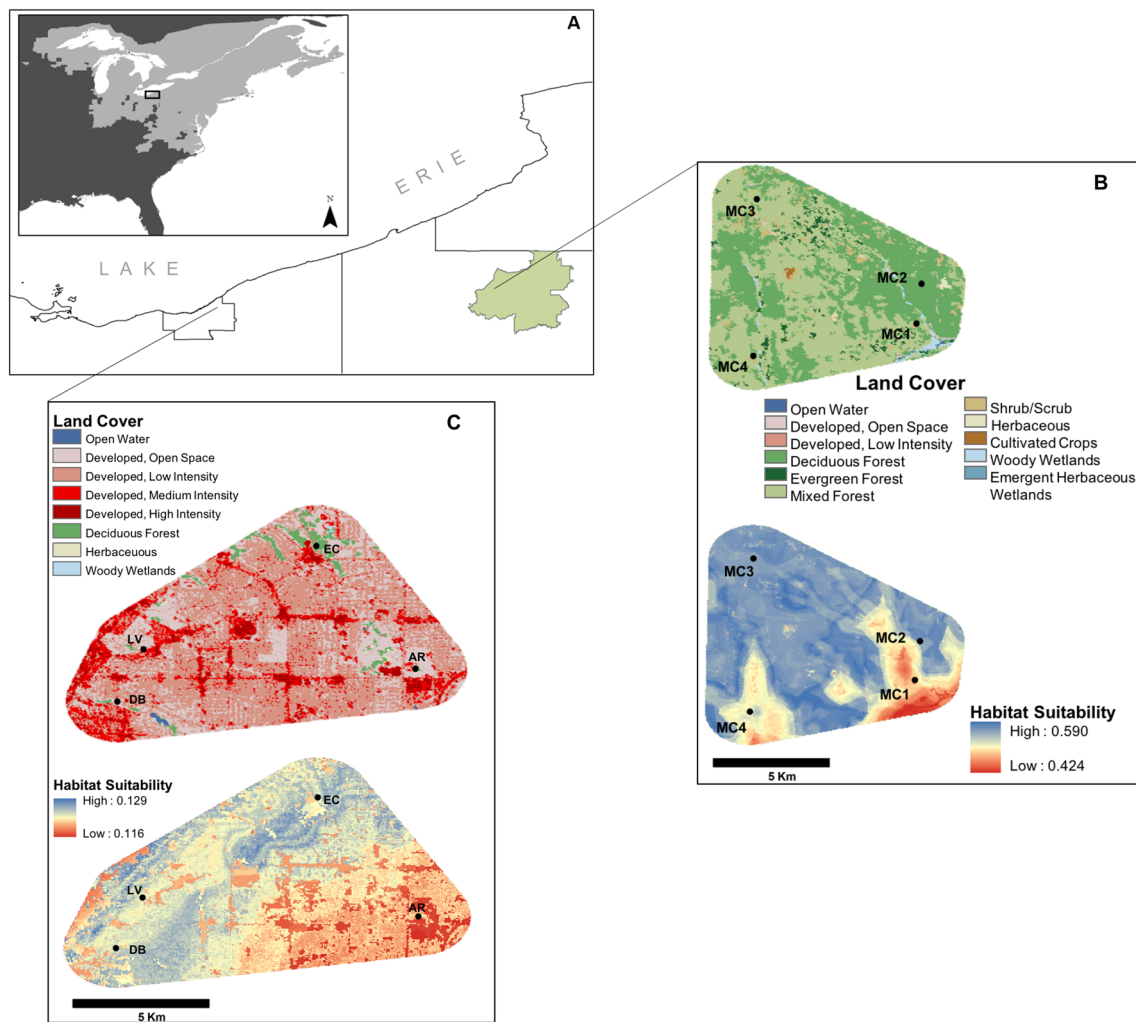 A
N
LAKE
ERIE
B
MC3
MC2
MC1
MC4
Land Cover
Open Water
Developed, Open Space
Developed, Low Intensity
Deciduous Forest
Evergreen Forest
Mixed Forest
Shrub/Scrub
Herbaceous
Cultivated Crops
Woody Wetlands
Emergent Herbaceous
Wetlands
MC3
MC2
MC1
MC4
Habitat Suitability
High : 0.590
Low : 0.424
5 Km
C
Land Cover
Open Water
Developed, Open Space
Developed, Low Intensity
Developed, Medium Intensity
Developed, High Intensity
Deciduous Forest
Herbaceuous
Woody Wetlands
EC
LV
AR
DB
Habitat Suitability
High : 0.129
Low : 0.116
EC
LV
AR
DB
5 Km